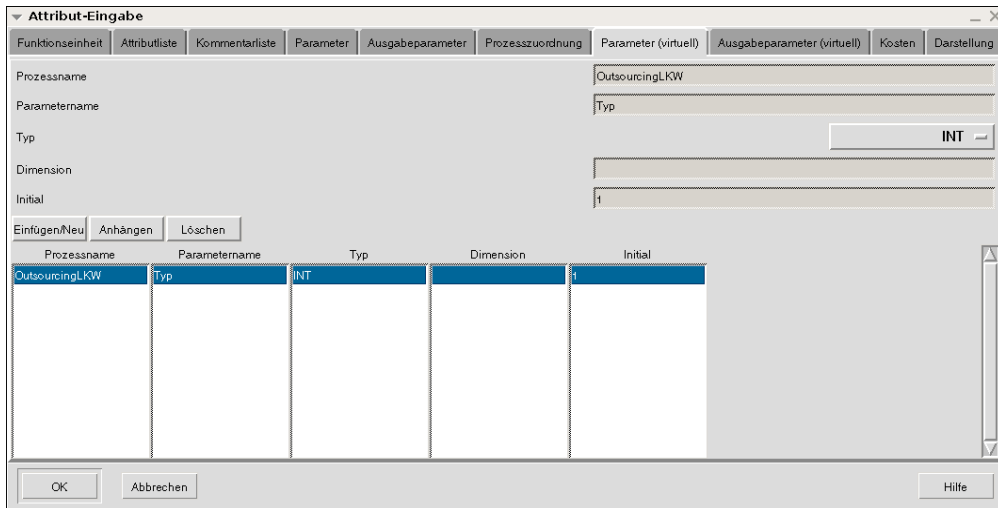 Attribut-Eingabe
Funktionseinheit Attributliste Kommentarliste Parameter Ausgabeparameter Prozesszuordnung Parameter (virtuell) Ausgabeparameter (virtuell) Kosten Darstellung
Prozessname OutsourcingLKW
Parametername Typ
Typ INT
Dimension
Initial 1
Einfügen/Neu Anhängen Löschen
Prozessname Parametername Typ Dimension Initial
OutsourcingLKW Typ INT 1
OK Abbrechen Hilfe